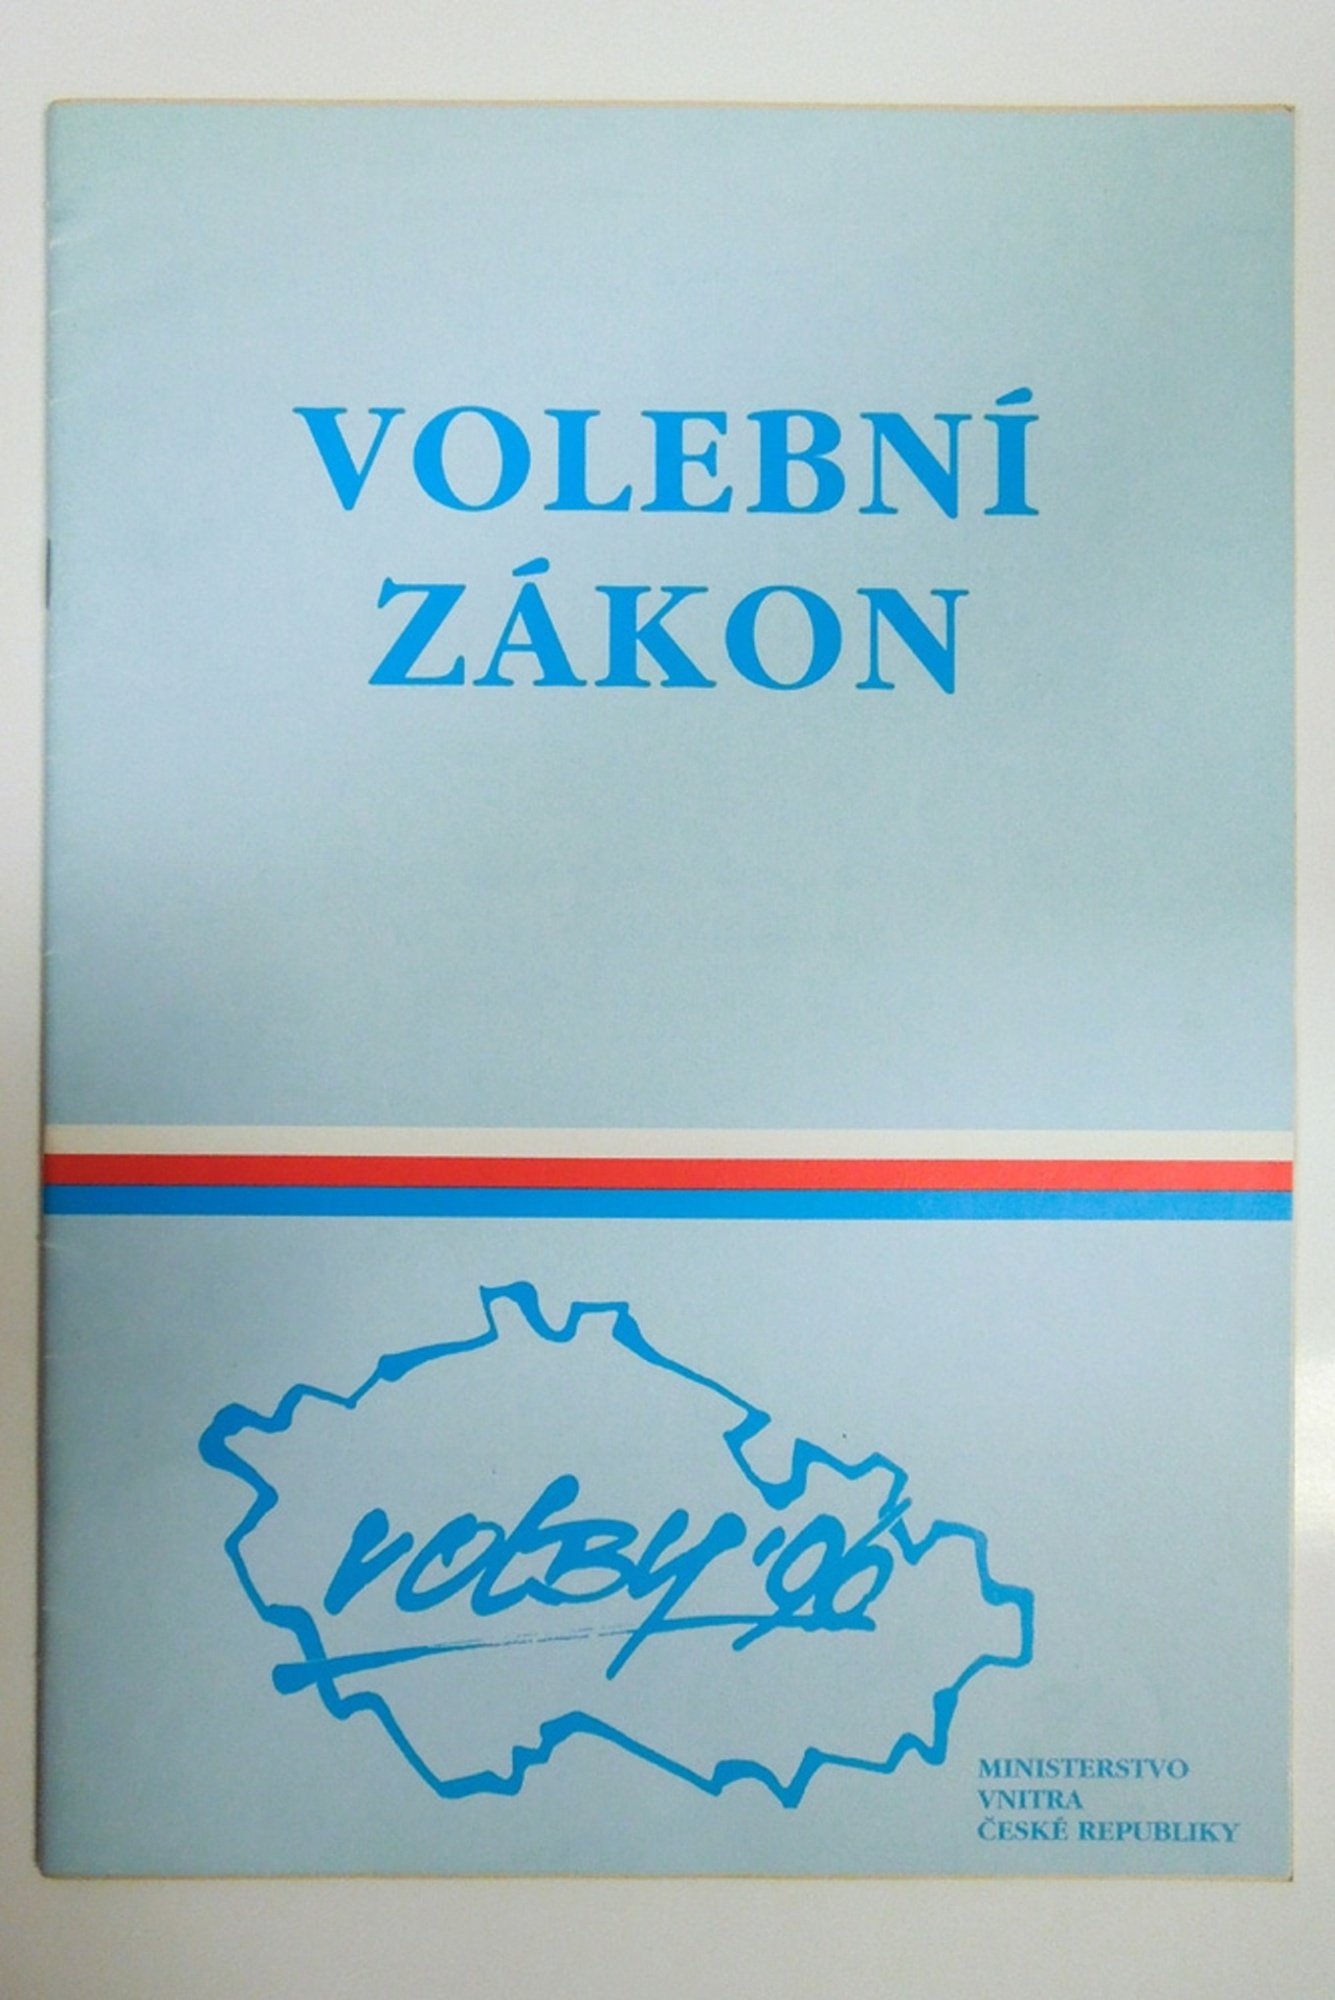 VOLEBNÍ
ZÁKON
VOLBY '96
MINISTERSTVO
VNITRA
ČESKÉ REPUBLIKY